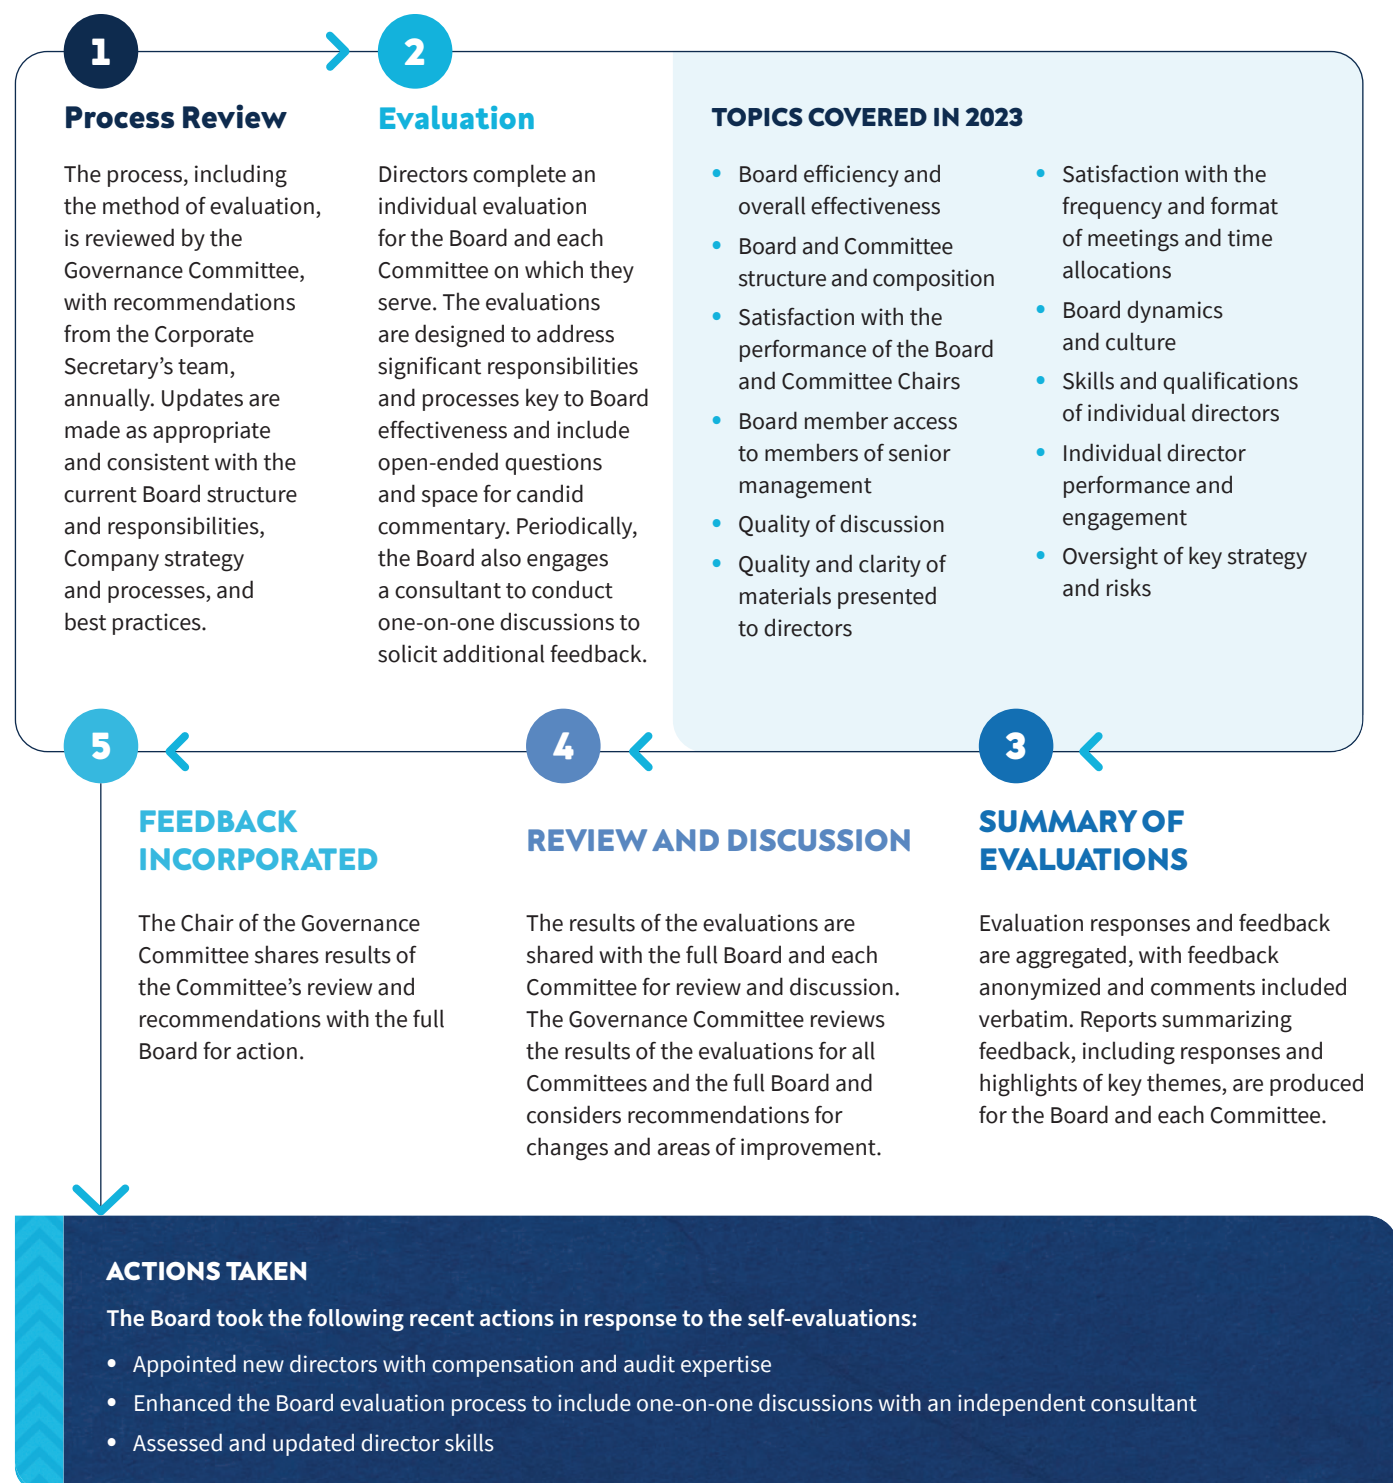 1
Process Review
The process, including
the method of evaluation,
is reviewed by the
Governance Committee,
with recommendations
from the Corporate
Secretary’s team,
annually. Updates are
made as appropriate
and consistent with the
current Board structure
and responsibilities,
Company strategy
and processes, and
best practices.
2
Evaluation
Directors complete an
individual evaluation
for the Board and each
Committee on which they
serve. The evaluations
are designed to address
significant responsibilities
and processes key to Board
effectiveness and include
open-ended questions
and space for candid
commentary. Periodically,
the Board also engages
a consultant to conduct
one-on-one discussions to
solicit additional feedback.
TOPICS COVERED IN 2023
• Board efficiency and
overall effectiveness
• Board and Committee
structure and composition
• Satisfaction with the
performance of the Board
and Committee Chairs
• Board member access
to members of senior
management
• Quality of discussion
• Quality and clarity of
materials presented
to directors
• Satisfaction with the
frequency and format
of meetings and time
allocations
• Board dynamics
and culture
• Skills and qualifications
of individual directors
• Individual director
performance and
engagement
• Oversight of key strategy
and risks
3
SUMMARY OF
EVALUATIONS
Evaluation responses and feedback
are aggregated, with feedback
anonymized and comments included
verbatim. Reports summarizing
feedback, including responses and
highlights of key themes, are produced
for the Board and each Committee.
4
REVIEW AND DISCUSSION
The results of the evaluations are
shared with the full Board and each
Committee for review and discussion.
The Governance Committee reviews
the results of the evaluations for all
Committees and the full Board and
considers recommendations for
changes and areas of improvement.
5
FEEDBACK
INCORPORATED
The Chair of the Governance
Committee shares results of
the Committee’s review and
recommendations with the full
Board for action.
ACTIONS TAKEN
The Board took the following recent actions in response to the self-evaluations:
• Appointed new directors with compensation and audit expertise
• Enhanced the Board evaluation process to include one-on-one discussions with an independent consultant
• Assessed and updated director skills